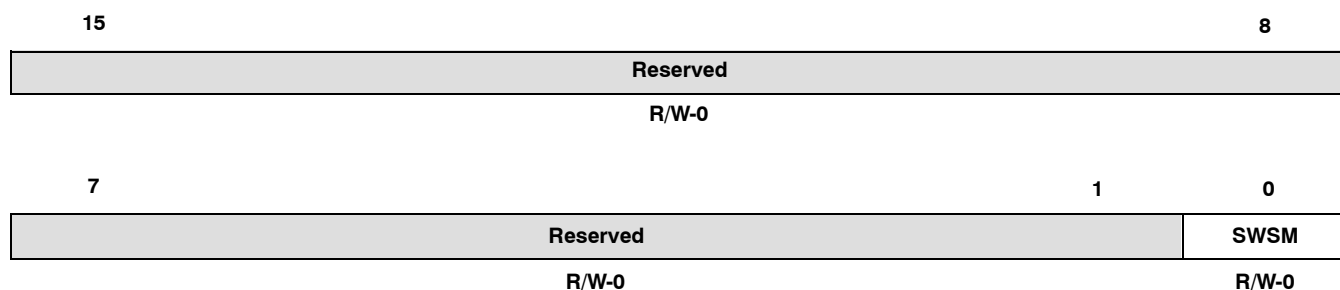 15 8
Reserved
R/W-0
7 1 0
Reserved SWSM
R/W-0 R/W-0